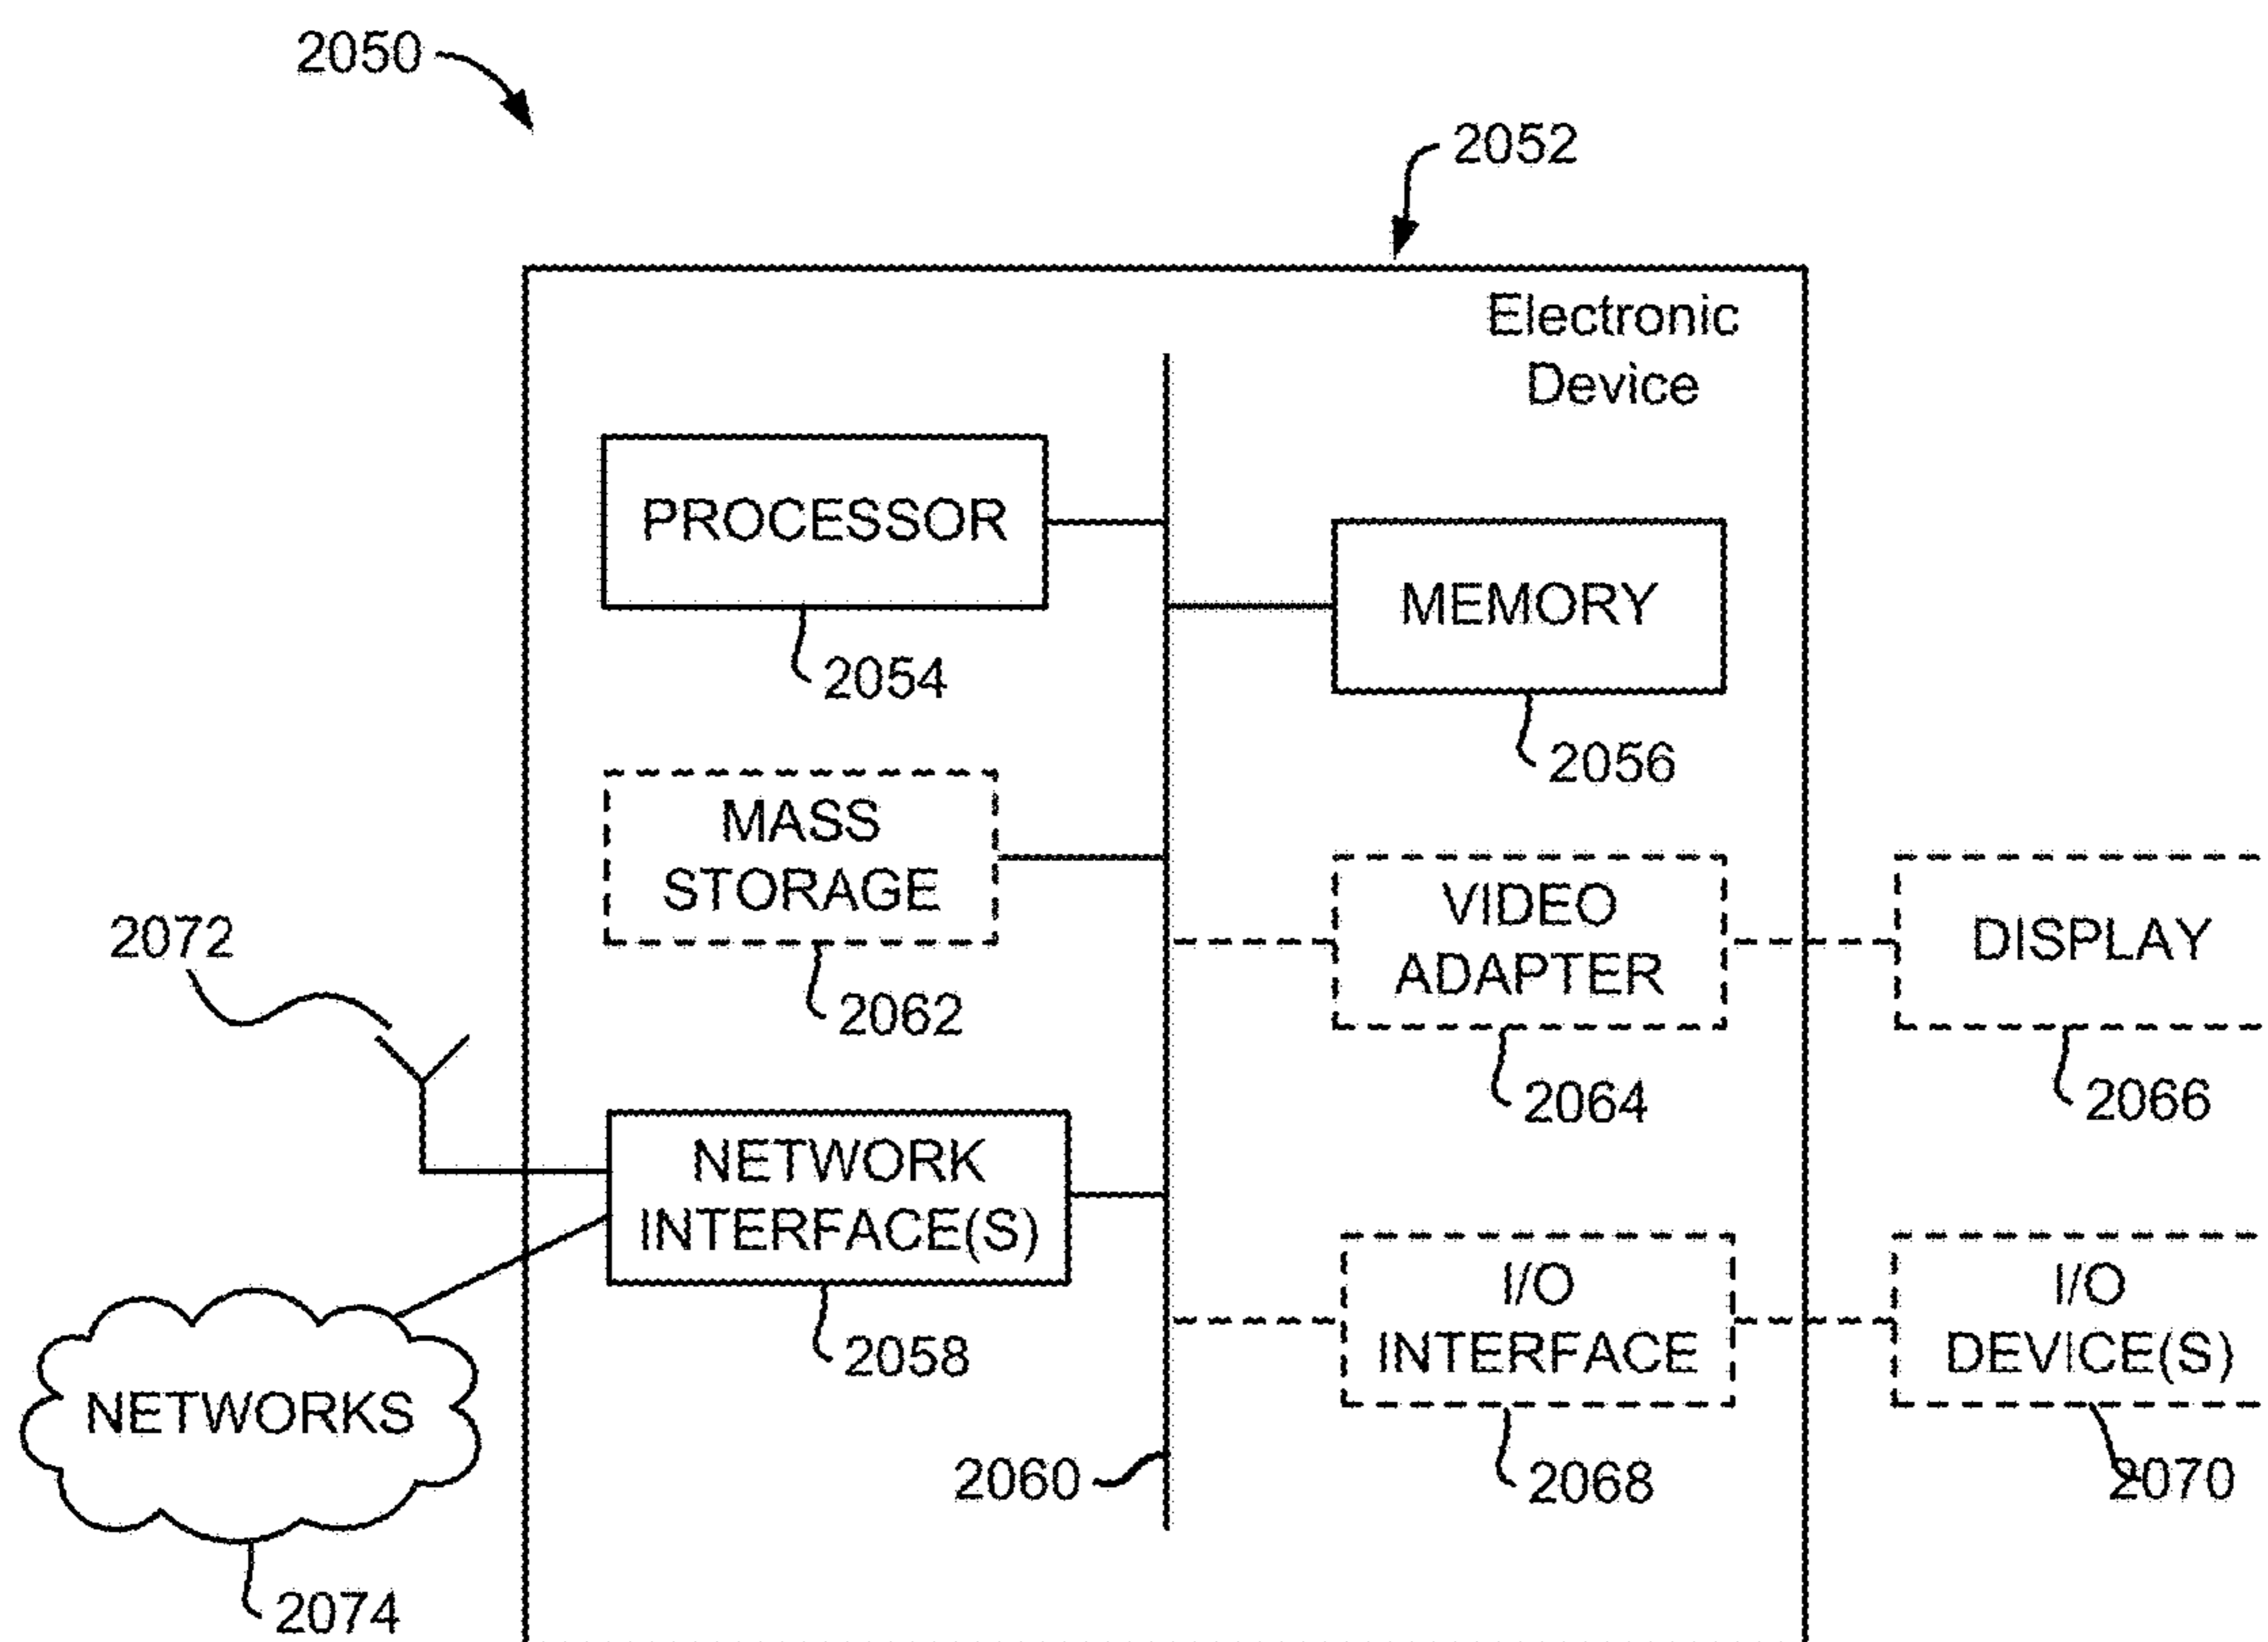 2050
2052
Electronic
Device
PROCESSOR
2054
MEMORY
2056
MASS
STORAGE
2062
VIDEO
ADAPTER
2064
DISPLAY
2066
2072
NETWORK
INTERFACE(S)
2058
I/O
INTERFACE
2068
I/O
DEVICE(S)
2070
2060
NETWORKS
2074